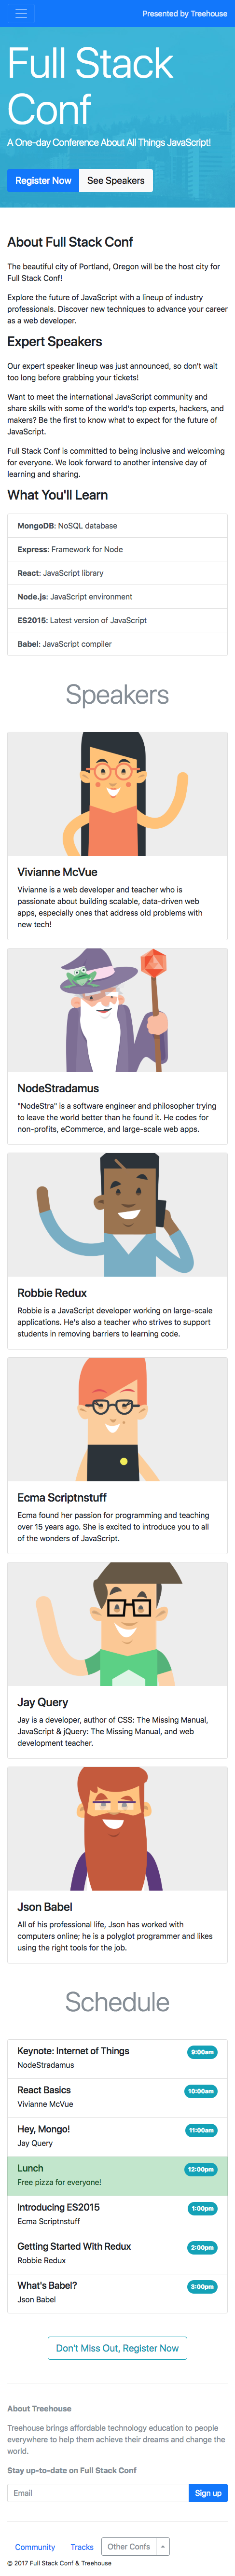 Presented by Treehouse
Full Stack
Conf
A One-day Conference About All Things JavaScript!
Register Now
See Speakers
About Full Stack Conf
The beautiful city of Portland, Oregon will be the host city for
Full Stack Conf!
Explore the future of JavaScript with a lineup of industry
professionals. Discover new techniques to advance your career
as a web developer.
Expert Speakers
Our expert speaker lineup was just announced, so don't wait
too long before grabbing your tickets!
Want to meet the international JavaScript community and
share skills with some of the world's top experts, hackers, and
makers? Be the first to know what to expect for the future of
JavaScript.
Full Stack Conf is committed to being inclusive and welcoming
for everyone. We look forward to another intensive day of
learning and sharing.
What You'll Learn
MongoDB: NoSQL database
Express: Framework for Node
React: JavaScript library
Node.js: JavaScript environment
ES2015: Latest version of JavaScript
Babel: JavaScript compiler
Speakers
Vivianne McVue
Vivianne is a web developer and teacher who is
passionate about building scalable, data-driven web
apps, especially ones that address old problems with
new tech!
NodeStradamus
"NodeStra" is a software engineer and philosopher trying
to leave the world better than he found it. He codes for
non-profits, eCommerce, and large-scale web apps.
Robbie Redux
Robbie is a JavaScript developer working on large-scale
applications. He's also a teacher who strives to support
students in removing barriers to learning code.
Ecma Scriptnstuff
Ecma found her passion for programming and teaching
over 15 years ago. She is excited to introduce you to all
of the wonders of JavaScript.
Jay Query
Jay is a developer, author of CSS: The Missing Manual,
JavaScript & jQuery: The Missing Manual, and web
development teacher.
Json Babel
All of his professional life, Json has worked with
computers online; he is a polyglot programmer and likes
using the right tools for the job.
Schedule
Keynote: Internet of Things 9:00am
NodeStradamus
React Basics 10:00am
Vivianne McVue
Hey, Mongo! 11:00am
Jay Query
Lunch 12:00pm
Free pizza for everyone!
Introducing ES2015 1:00pm
Ecma Scriptnstuff
Getting Started With Redux 2:00pm
Robbie Redux
What's Babel? 3:00pm
Json Babel
Don't Miss Out, Register Now
About Treehouse
Treehouse brings affordable technology education to people
everywhere to help them achieve their dreams and change the
world.
Stay up-to-date on Full Stack Conf
Email
Sign up
Community Tracks Other Confs
© 2017 Full Stack Conf & Treehouse